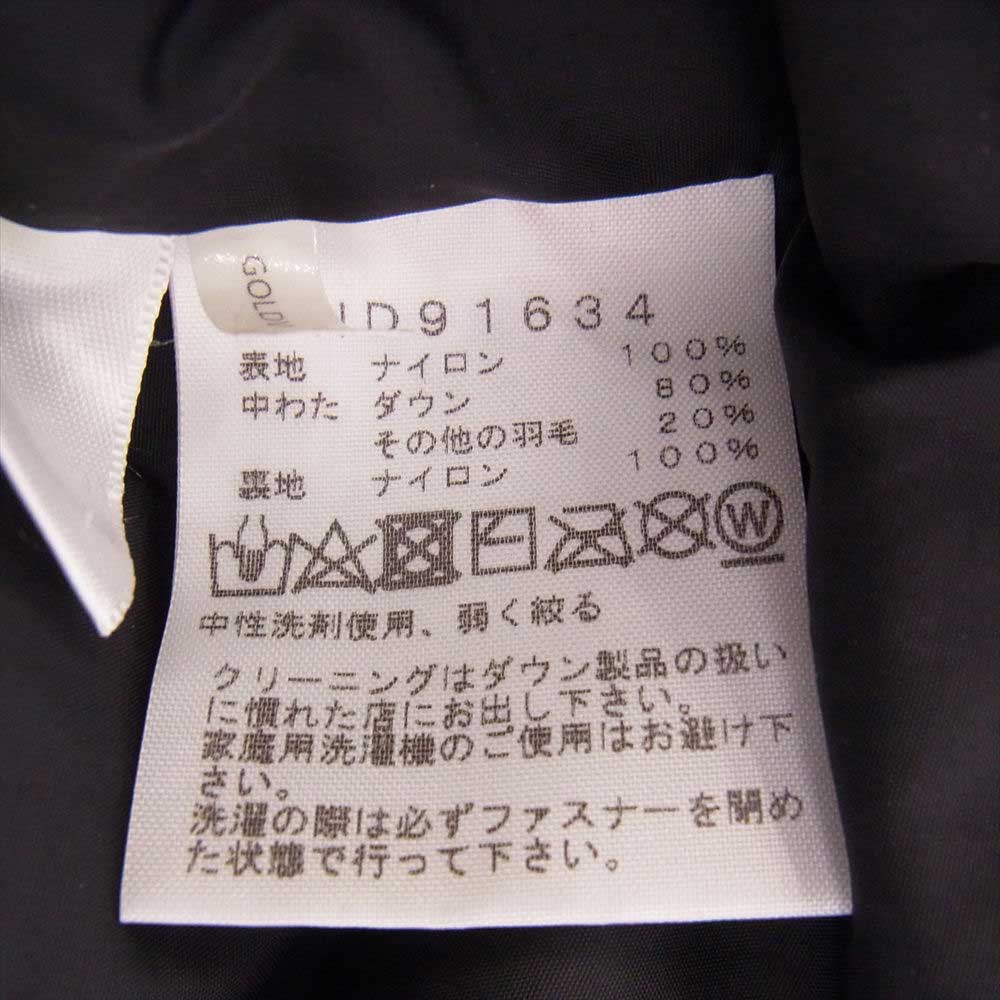 GOLDW
D91634
表地 ナイロン 100%
中わた ダウン 80%
その他の羽毛 20%
裏地 ナイロン 100%
W
中性洗剤使用、弱く絞る
クリーニングはダウン製品の扱い
に慣れた店にお出し下さい。
家庭用洗濯機のご使用はお避け下
さい。
洗濯の際は必ずファスナーを閉め
た状態で行って下さい。